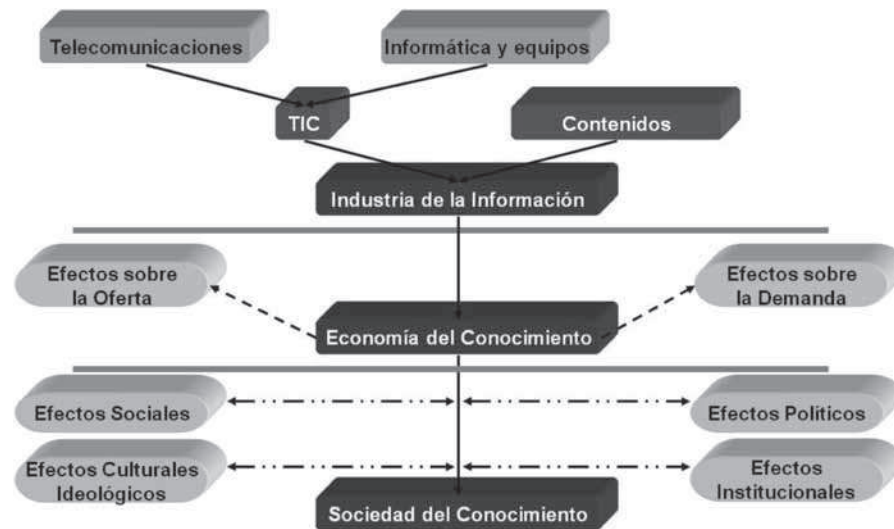 Telecomunicaciones
Informática y equipos
TIC
Contenidos
Industria de la Información
Efectos sobre
la Oferta
Efectos sobre
la Demanda
Economía del Conocimiento
Efectos Sociales
Efectos Políticos
Efectos Culturales
Ideológicos
Efectos
Institucionales
Sociedad del Conocimiento